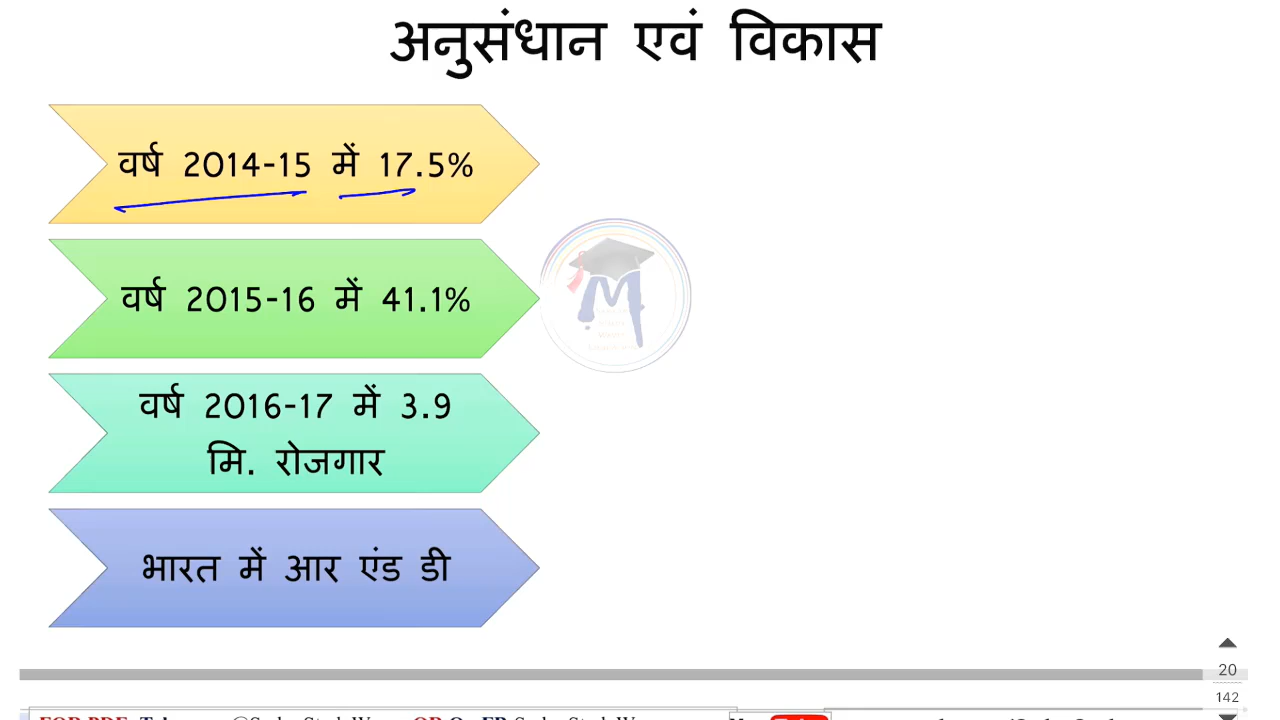 अनुसंधान एवं विकास
वर्ष 2014-15 में 17.5%
वर्ष 2015-16 में 41.1%
वर्ष 2016-17 में 3.9
मि. रोजगार
भारत में आर एंड डी
20
142